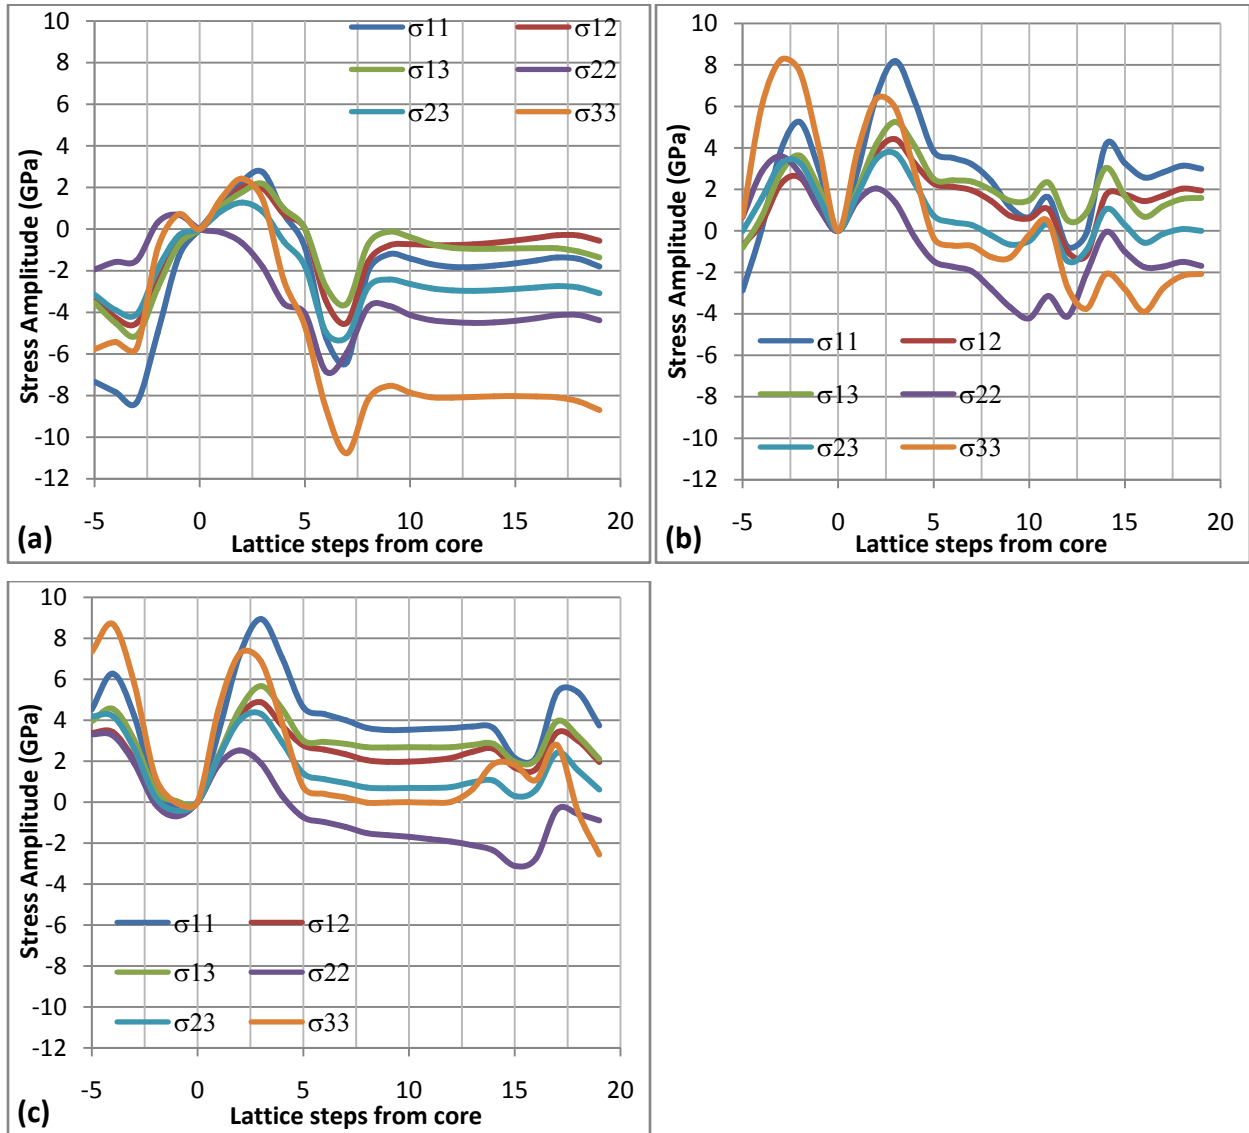 Stress Amplitude (GPa)
10
8
6
4
2
0
-2
-4
-6
-8
-10
-12
σ11 σ12
σ13 σ22
σ23 σ33
-5 0 5 10 15 20
(a) Lattice steps from core
Stress Amplitude (GPa)
10
8
6
4
2
0
-2
-4
-6
-8
-10
-12
σ11 σ12
σ13 σ22
σ23 σ33
-5 0 5 10 15 20
(b) Lattice steps from core
Stress Amplitude (GPa)
10
8
6
4
2
0
-2
-4
-6
-8
-10
-12
σ11 σ12
σ13 σ22
σ23 σ33
-5 0 5 10 15 20
(c) Lattice steps from core